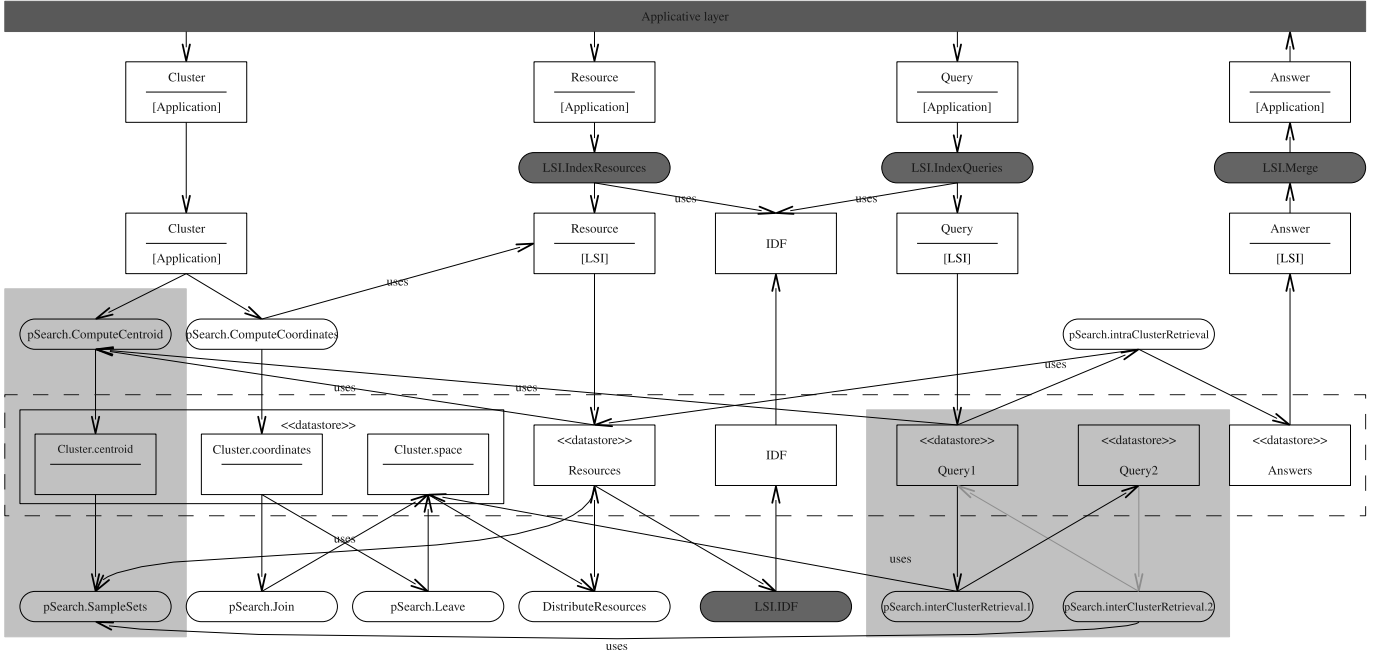 Applicative layer
Cluster
Resource
Query
Answer
[Application]
[Application]
[Application]
[Application]
LSI.IndexResources
LSI.IndexQueries
LSI.Merge
uses
uses
Cluster
Resource
IDF
Query
Answer
[Application]
[LSI]
[LSI]
[LSI]
uses
pSearch.ComputeCentroid
pSearch.ComputeCoordinates
pSearch.intraClusterRetrieval
uses
uses
uses
<<datastore>>
Cluster.centroid
Cluster.coordinates
Cluster.space
<<datastore>>
Resources
IDF
<<datastore>>
Query1
<<datastore>>
Query2
<<datastore>>
Answers
uses
uses
pSearch.SampleSets
pSearch.Join
pSearch.Leave
DistributeResources
LSI.IDF
pSearch.interClusterRetrieval.1
pSearch.interClusterRetrieval.2
uses